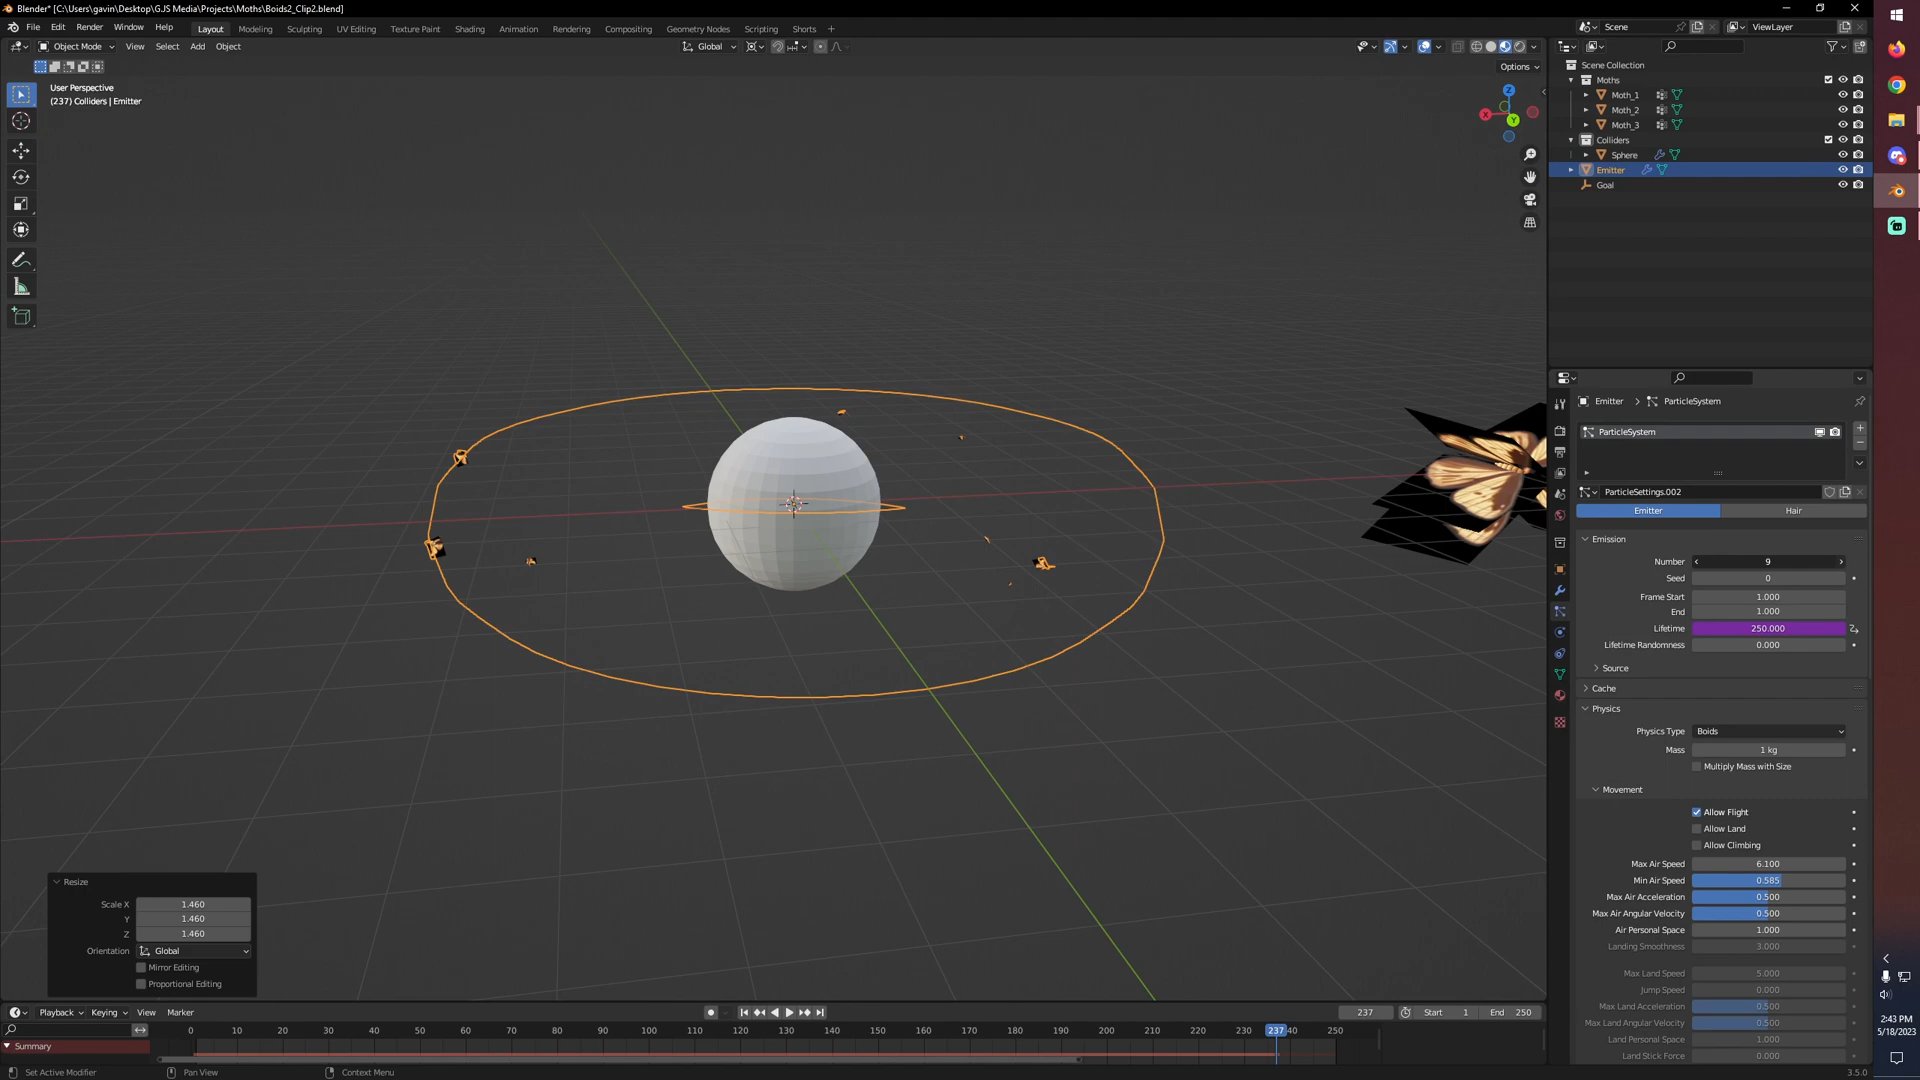 Blender* [C:\Users\gavin\Desktop\GJS Media\Projects\Moths\Boids2_Clip2.blend]
File Edit Render Window Help Layout Modeling Sculpting UV Editing Texture Paint Shading Animation Rendering Compositing Geometry Nodes Scripting Shorts + Scene ViewLayer
Object Mode View Select Add Object Global
Options
User Perspective
(237) Colliders | Emitter
Z
X
Y
Scene Collection
Moths
Moth_1
Moth_2
Moth_3
Colliders
Sphere
Emitter
Goal
Emitter > ParticleSystem
ParticleSystem
ParticleSettings.002
Emitter Hair
Emission
Number 9
Seed 0
Frame Start 1.000
End 1.000
Lifetime 250.000
Lifetime Randomness 0.000
Source
Cache
Physics
Physics Type Boids
Mass 1 kg
Multiply Mass with Size
Movement
Allow Flight
Allow Land
Allow Climbing
Max Air Speed 6.100
Min Air Speed 0.585
Max Air Acceleration 0.500
Max Air Angular Velocity 0.500
Air Personal Space 1.000
Landing Smoothness 3.000
Max Land Speed 5.000
Jump Speed 0.000
Max Land Acceleration 0.500
Max Land Angular Velocity 0.500
Land Personal Space 1.000
Land Stick Force 0.000
Resize
Scale X 1.460
Y 1.460
Z 1.460
Orientation Global
Mirror Editing
Proportional Editing
Playback Keying View Marker 237 Start 1 End 250
0 10 20 30 40 50 60 70 80 90 100 110 120 130 140 150 160 170 180 190 200 210 220 230 237 40 250
Summary
Set Active Modifier Pan View Context Menu 3.5.0
2:43 PM
5/18/2023